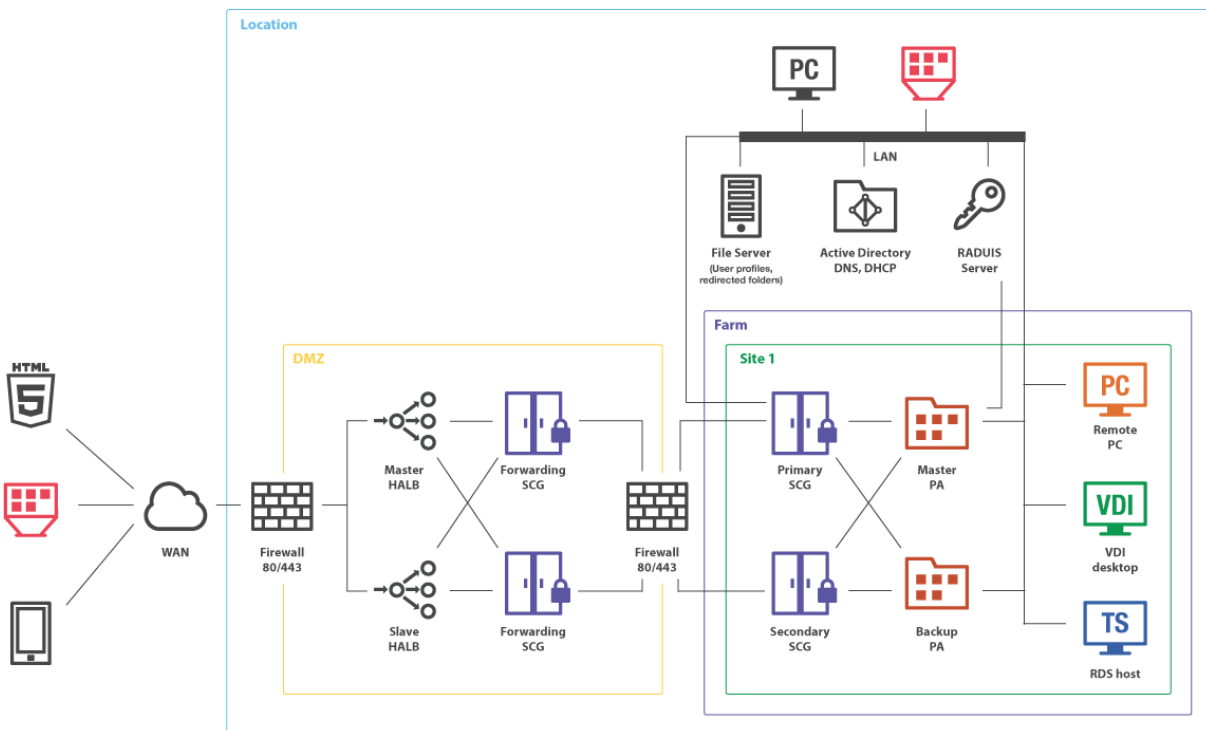 Location
PC
LAN
File Server
(User profiles,
redirected folders)
Active Directory
DNS, DHCP
RADUIS
Server
Farm
DMZ
Site 1
HTML
5
PC
Remote
PC
Master
HALB
Forwarding
SCG
Primary
SCG
Master
PA
WAN
Firewall
80/443
Firewall
80/443
VDI
VDI
desktop
Slave
HALB
Forwarding
SCG
Secondary
SCG
Backup
PA
TS
RDS host